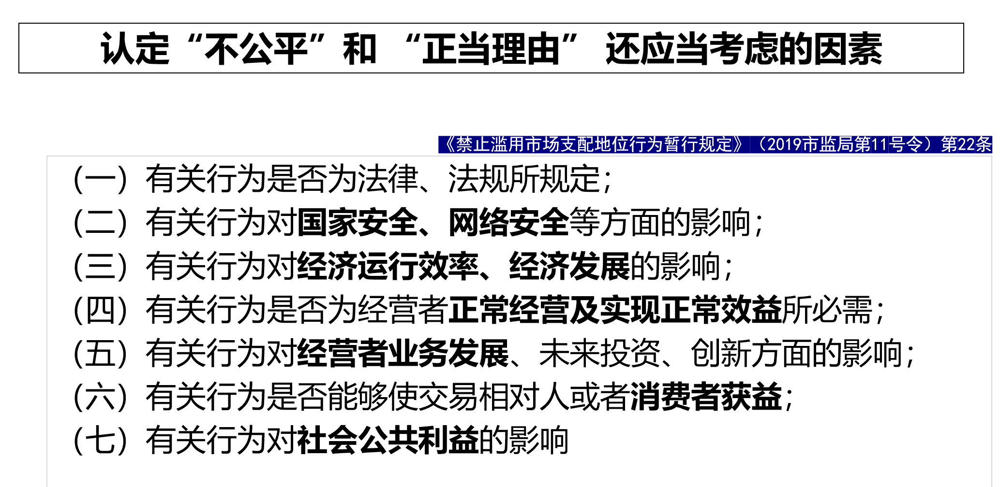 认定“不公平”和 “正当理由” 还应当考虑的因素
《禁止滥用市场支配地位行为暂行规定》（2019市监局第11号令）第22条
(一）有关行为是否为法律、法规所规定；
(二）有关行为对国家安全、网络安全等方面的影响；
(三）有关行为对经济运行效率、经济发展的影响；
(四）有关行为是否为经营者正常经营及实现正常效益所必需；
(五）有关行为对经营者业务发展、未来投资、创新方面的影响；
(六）有关行为是否能够使交易相对人或者消费者获益；
(七）有关行为对社会公共利益的影响